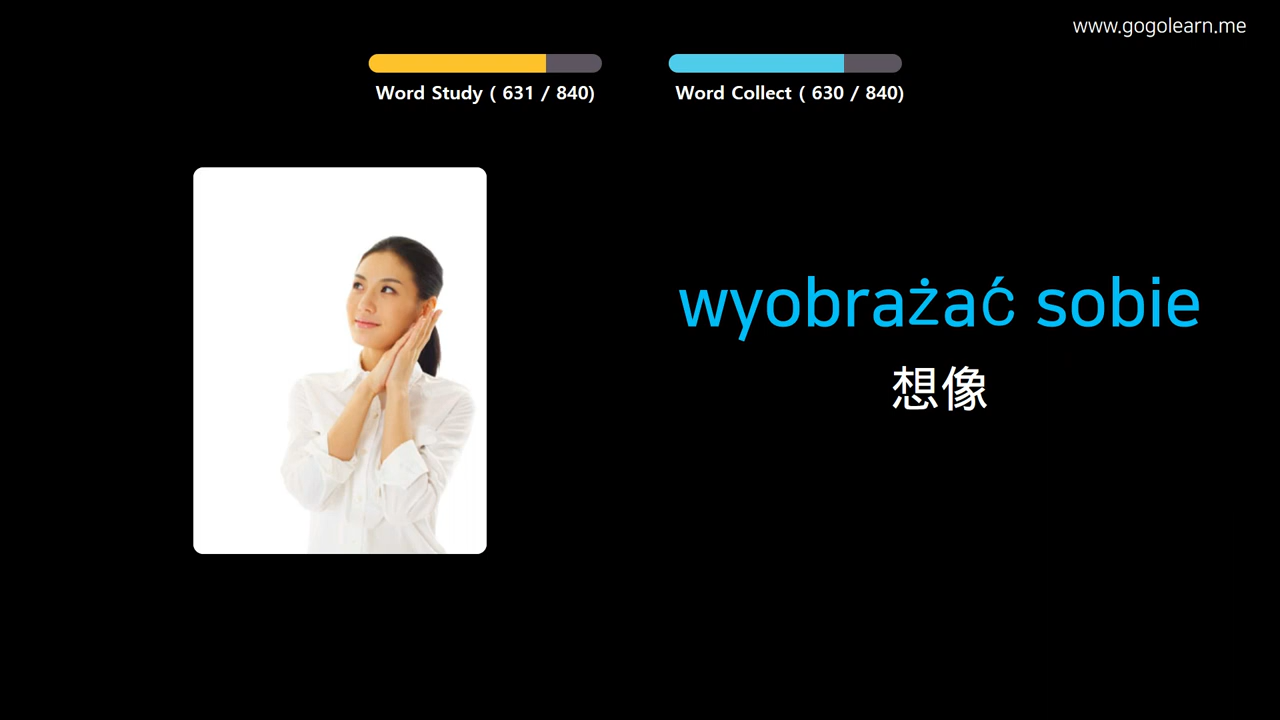 www.gogolearn.me
Word Study ( 631 / 840)
Word Collect ( 630 / 840)
wyobrażać sobie
想像